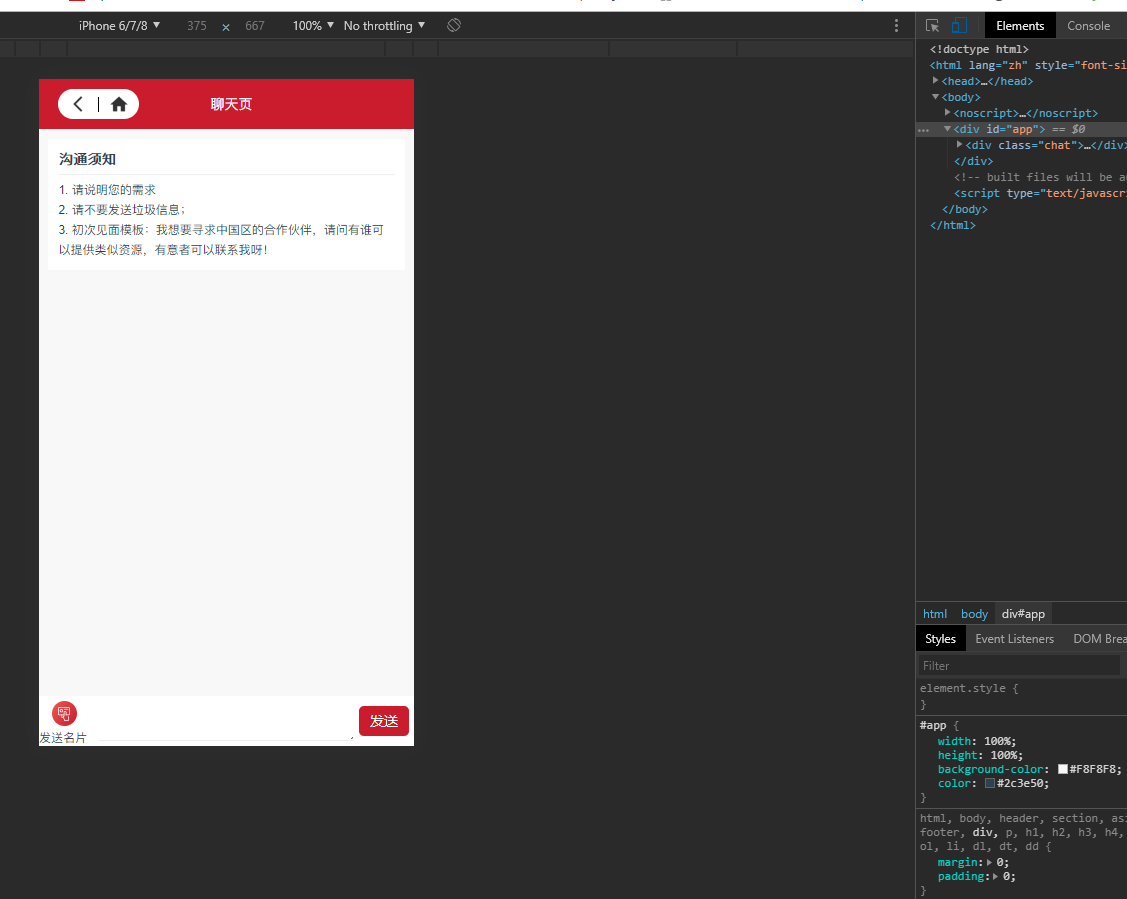 iPhone 6/7/8 ▼ 375 × 667 100% ▼ No throttling ▼
Elements Console
聊天页
沟通须知
1. 请说明您的需求
2. 请不要发送垃圾信息；
3. 初次见面模板：我想要寻求中国区的合作伙伴，请问有谁可
以提供类似资源，有意者可以联系我呀！
发送名片
发送
<!doctype html>
<html lang="zh" style="font-si
▶<head>…</head>
▼<body>
▶<noscript>…</noscript>
… ▼<div id="app"> == $0
▶<div class="chat">…</div>
</div>
<!-- built files will be au
<script type="text/javascri
</body>
</html>
html body div#app
Styles Event Listeners DOM Brea
Filter
element.style {
}
#app {
width: 100%;
height: 100%;
background-color: #F8F8F8;
color: #2c3e50;
}
html, body, header, section, asi
footer, div, p, h1, h2, h3, h4,
ol, li, dl, dt, dd {
margin:▶ 0;
padding:▶ 0;
}